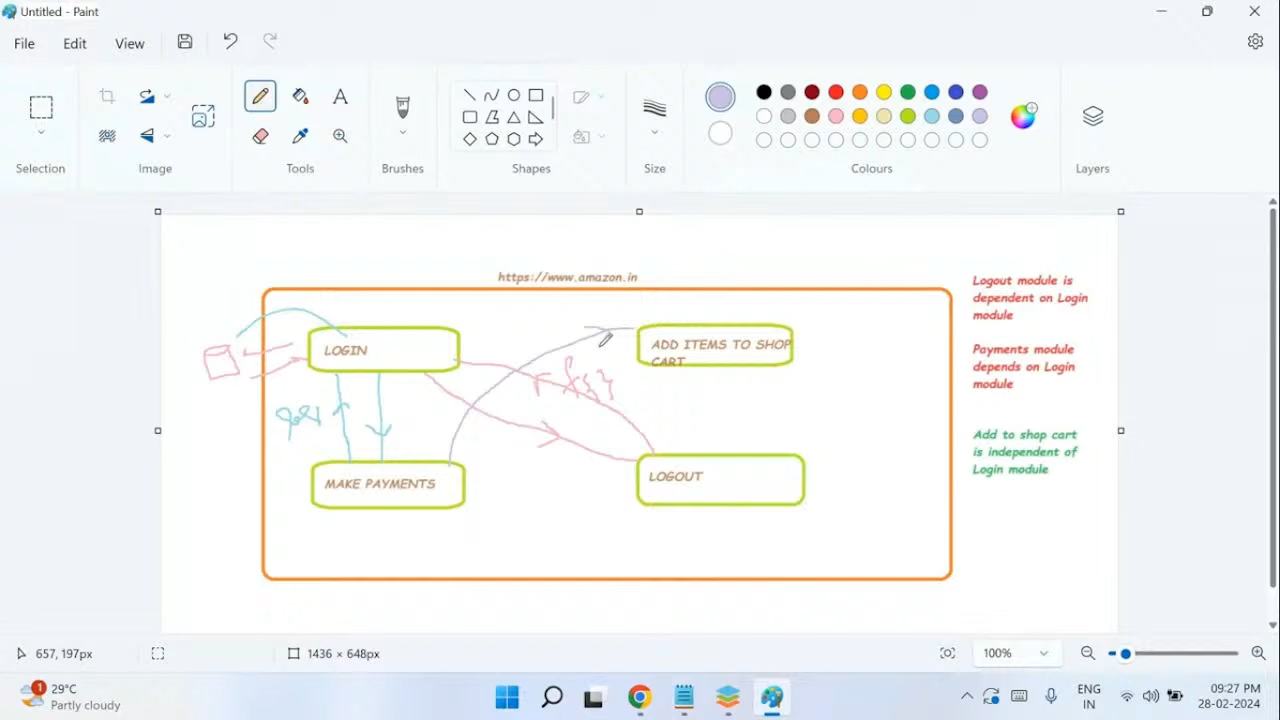 Untitled - Paint
File
Edit
View
Selection
Image
Tools
Brushes
Shapes
Size
Colours
Layers
https://www.amazon.in
LOGIN
ADD ITEMS TO SHOP
CART
MAKE PAYMENTS
LOGOUT
Logout module is
dependent on Login
module
Payments module
depends on Login
module
Add to shop cart
is independent of
Login module
657, 197px
1436 × 648px
100%
1
29°C
Partly cloudy
ENG
IN
09:27 PM
28-02-2024